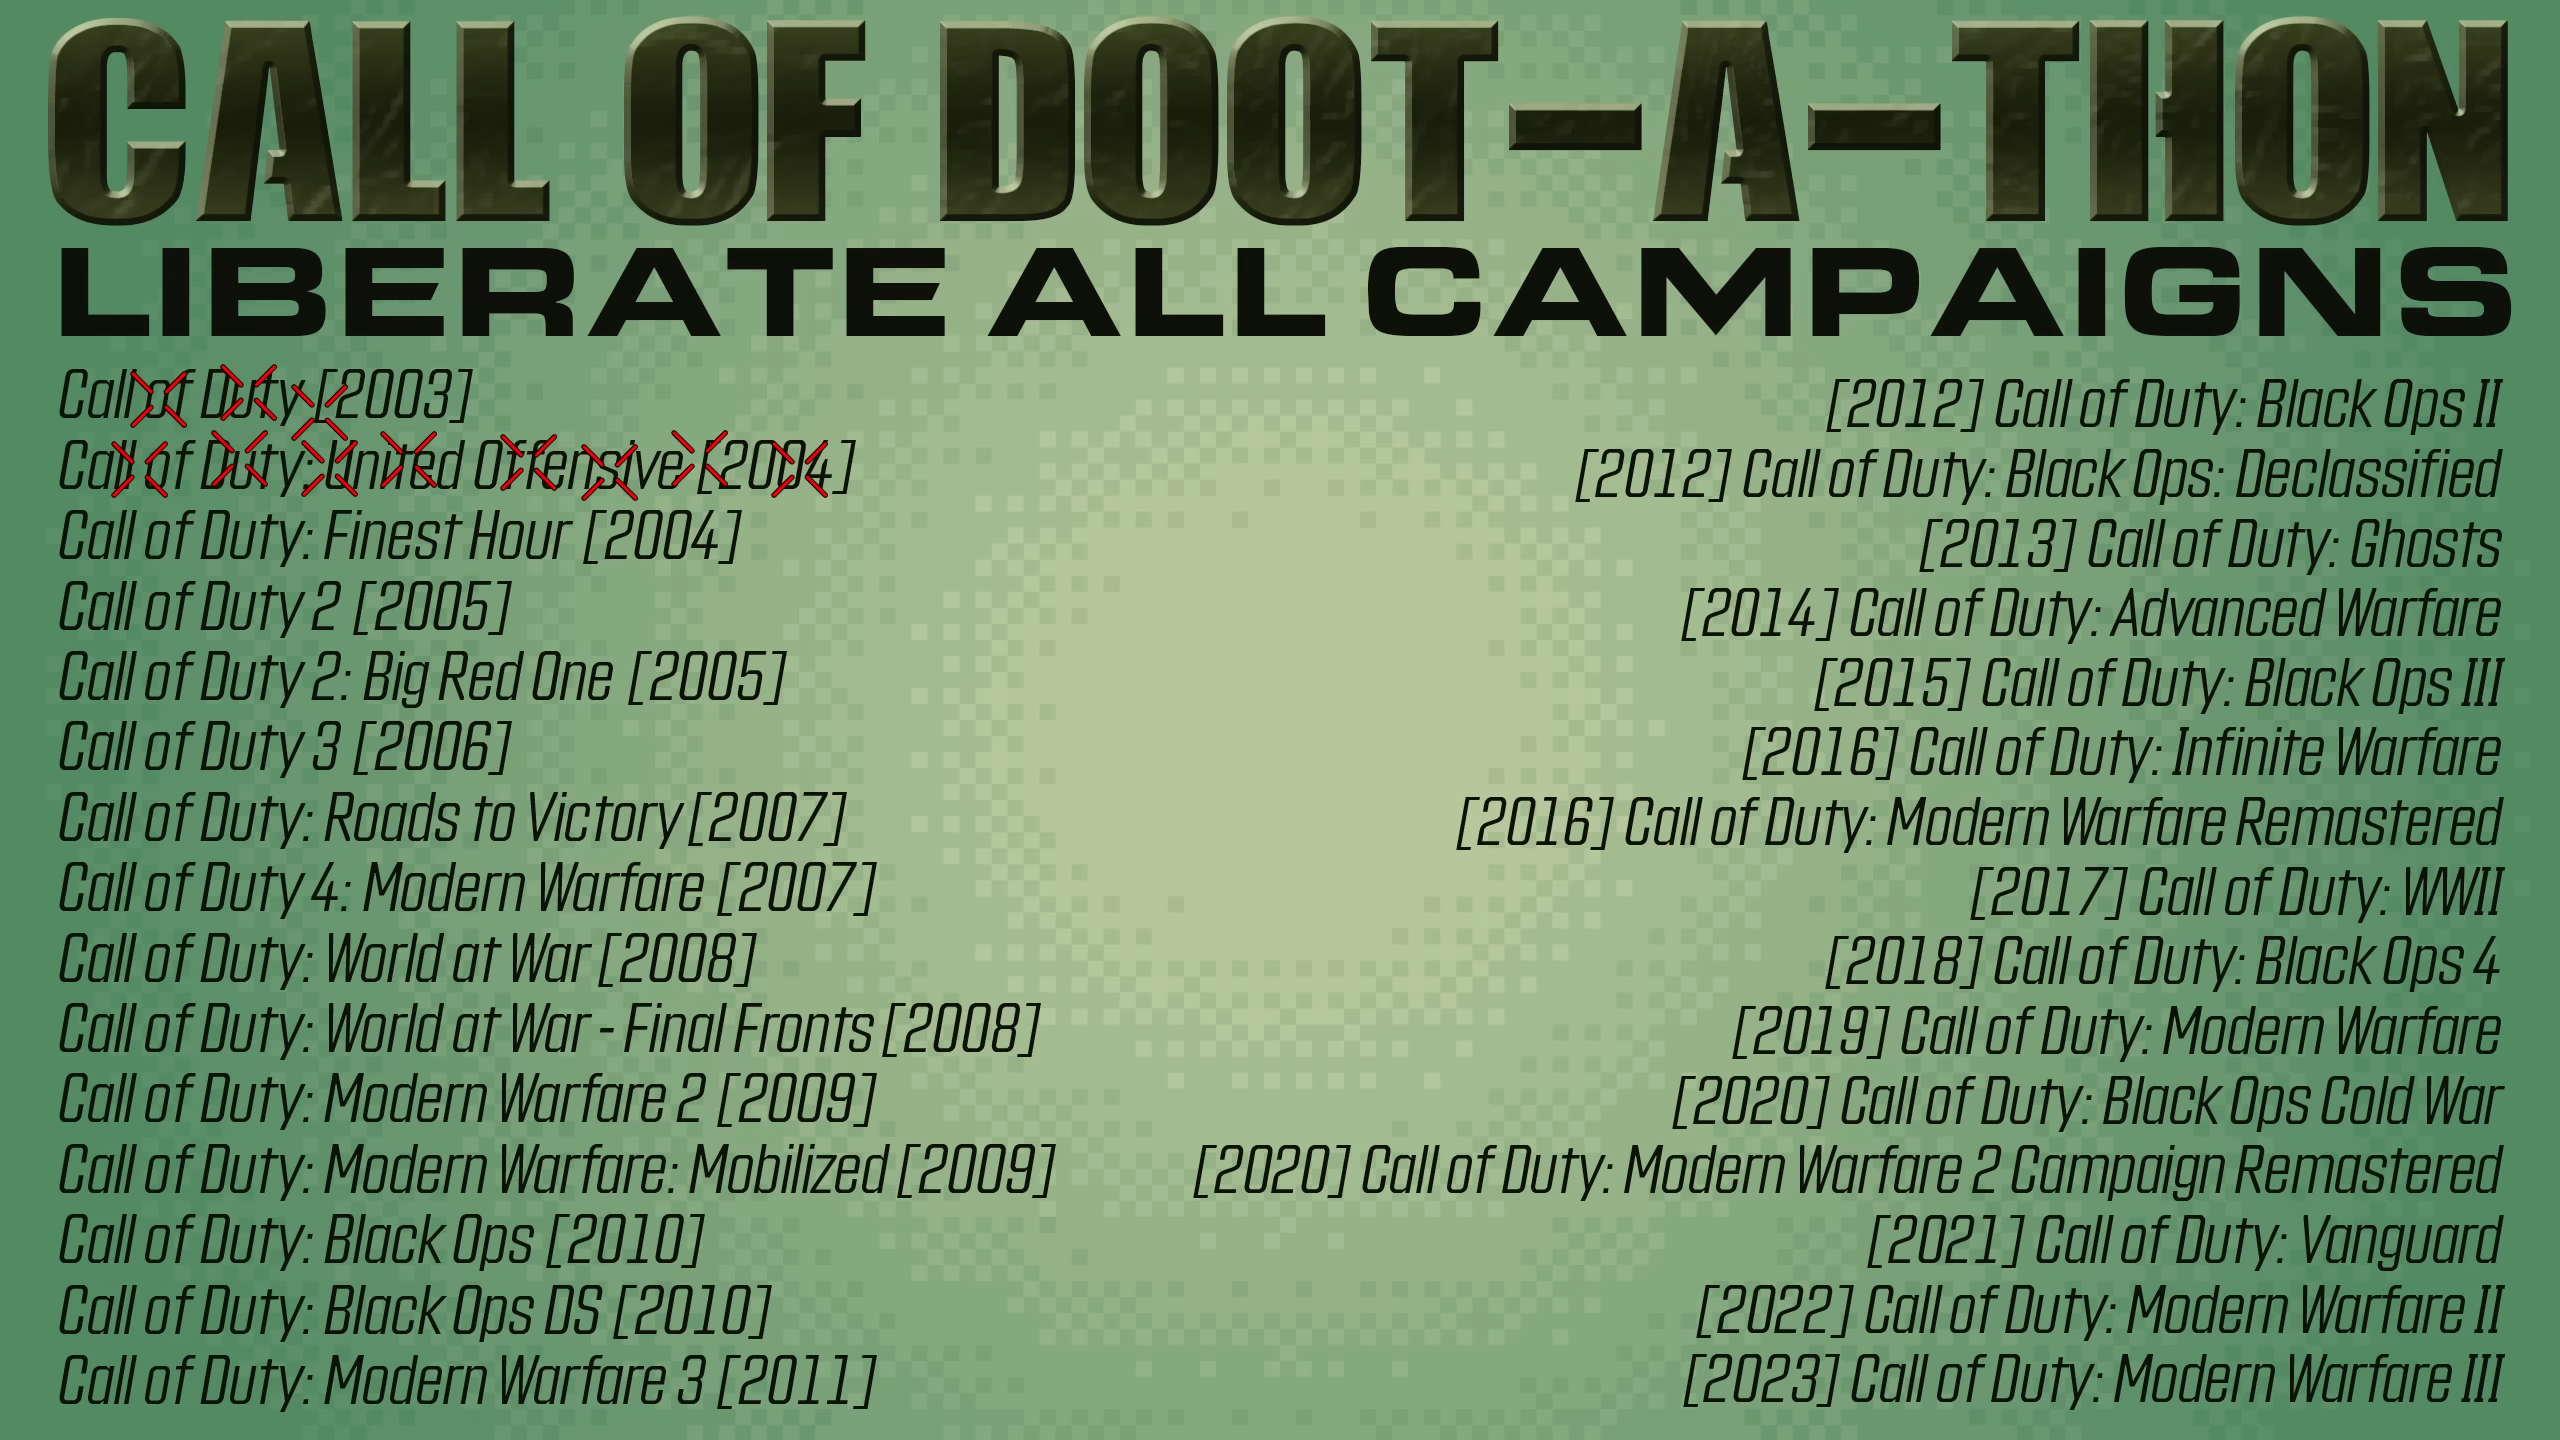 CALL OF DOOT-A-THON
LIBERATE ALL CAMPAIGNS
Call of Duty [2003]
Call of Duty: United Offensive [2004]
Call of Duty: Finest Hour [2004]
Call of Duty 2 [2005]
Call of Duty 2: Big Red One [2005]
Call of Duty 3 [2006]
Call of Duty: Roads to Victory [2007]
Call of Duty 4: Modern Warfare [2007]
Call of Duty: World at War [2008]
Call of Duty: World at War - Final Fronts [2008]
Call of Duty: Modern Warfare 2 [2009]
Call of Duty: Modern Warfare: Mobilized [2009]
Call of Duty: Black Ops [2010]
Call of Duty: Black Ops DS [2010]
Call of Duty: Modern Warfare 3 [2011]
[2012] Call of Duty: Black Ops II
[2012] Call of Duty: Black Ops: Declassified
[2013] Call of Duty: Ghosts
[2014] Call of Duty: Advanced Warfare
[2015] Call of Duty: Black Ops III
[2016] Call of Duty: Infinite Warfare
[2016] Call of Duty: Modern Warfare Remastered
[2017] Call of Duty: WWII
[2018] Call of Duty: Black Ops 4
[2019] Call of Duty: Modern Warfare
[2020] Call of Duty: Black Ops Cold War
[2020] Call of Duty: Modern Warfare 2 Campaign Remastered
[2021] Call of Duty: Vanguard
[2022] Call of Duty: Modern Warfare II
[2023] Call of Duty: Modern Warfare III